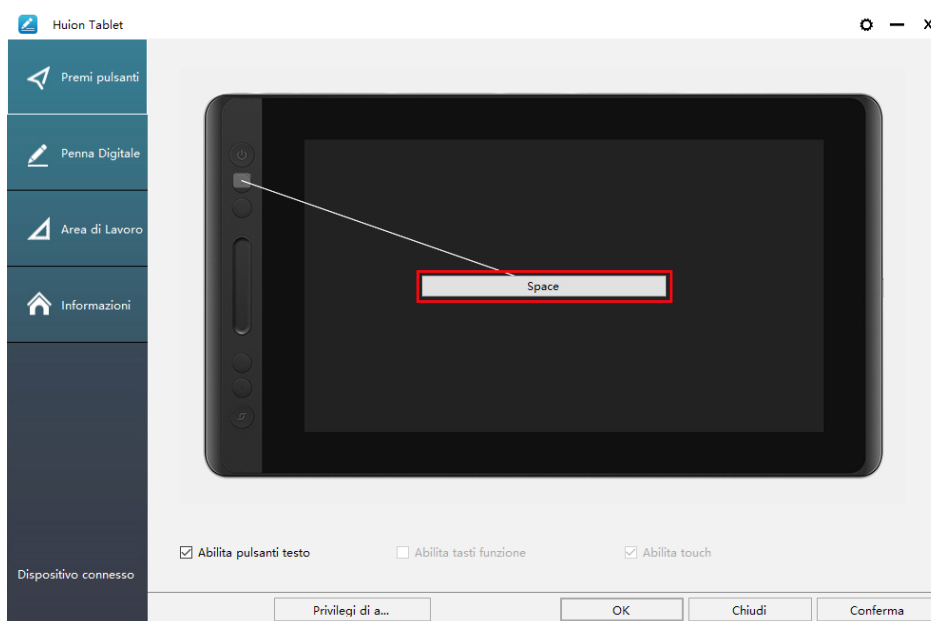 Huion Tablet
Premi pulsanti
Penna Digitale
Area di Lavoro
Informazioni
Space
Abilita pulsanti testo
Abilita tasti funzione
Abilita touch
Dispositivo connesso
Privilegi di a...
OK
Chiudi
Conferma